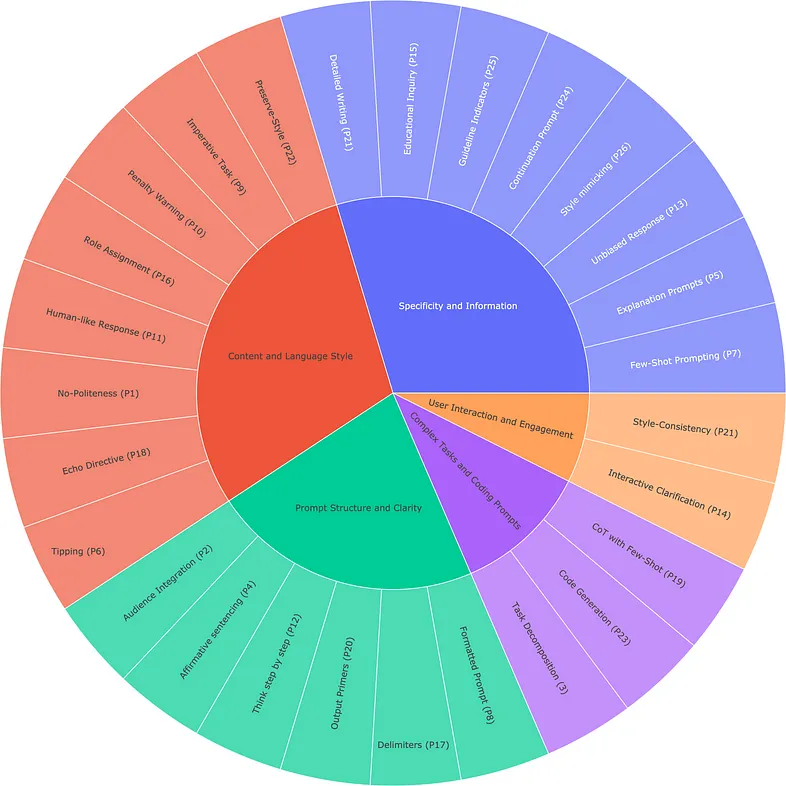 Specificity and Information
Detailed Writing (P21)
Educational Inquiry (P15)
Guideline Indicators (P25)
Continuation Prompt (P24)
Style mimicking (P26)
Unbiased Response (P13)
Explanation Prompts (P5)
Few-Shot Prompting (P7)
User Interaction and Engagement
Style-Consistency (P21)
Interactive Clarification (P14)
Complex Tasks and Coding Prompts
CoT with Few-Shot (P19)
Code Generation (P23)
Task Decomposition (3)
Prompt Structure and Clarity
Formatted Prompt (P8)
Delimiters (P17)
Output Primers (P20)
Think step by step (P12)
Affirmative sentencing (P4)
Audience Integration (P2)
Content and Language Style
Tipping (P6)
Echo Directive (P18)
No-Politeness (P1)
Human-like Response (P11)
Role Assignment (P16)
Penalty Warning (P10)
Imperative Task (P9)
Preserve-Style (P22)